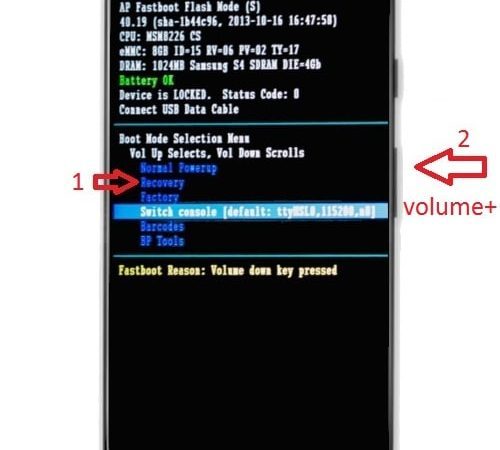 AP Fastboot Flash Mode (S)
40.19 (sha-1b44c96, 2013-10-16 16:47:50)
CPU: MSM8226 CS
eMMC: 8GB ID=15 RV=06 PV=02 TY=17
DRAM: 1024MB Samsung S4 SDRAM DIE=4Gb
Battery OK
Device is LOCKED. Status Code: 0
Connect USB Data Cable
Boot Mode Selection Menu
Vol Up Selects, Vol Down Scrolls
Normal Powerup
Recovery
Factory
Switch console [default: ttyHSL0,115200,n8]
Barcodes
BP Tools
Fastboot Reason: Volume down key pressed
1
2
volume+